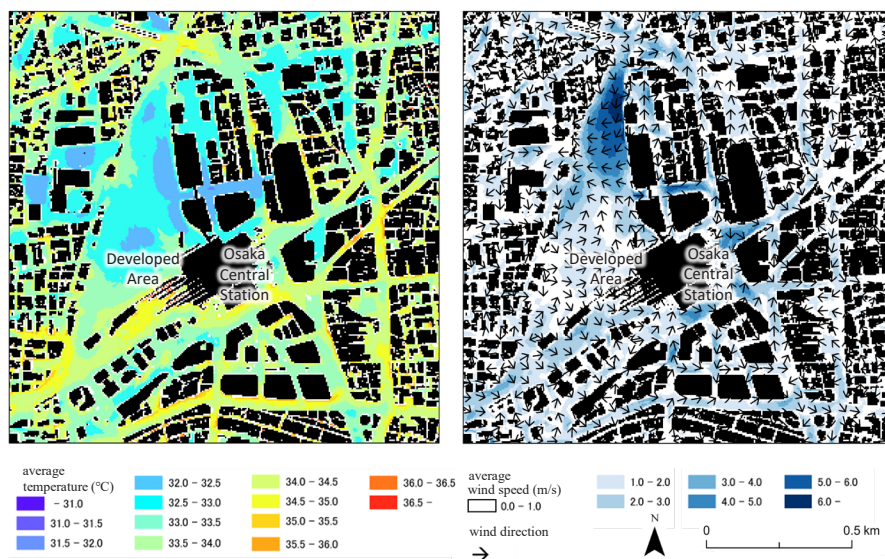 Developed
Area
Osaka
Central
Station
Developed
Area
Osaka
Central
Station
average
temperature (℃)
- 31.0
31.0 - 31.5
31.5 - 32.0
32.0 - 32.5
32.5 - 33.0
33.0 - 33.5
33.5 - 34.0
34.0 - 34.5
34.5 - 35.0
35.0 - 35.5
35.5 - 36.0
36.0 - 36.5
36.5 -
average
wind speed (m/s)
0.0 - 1.0
wind direction
1.0 - 2.0
2.0 - 3.0
3.0 - 4.0
4.0 - 5.0
5.0 - 6.0
6.0 -
N
0
0.5 km